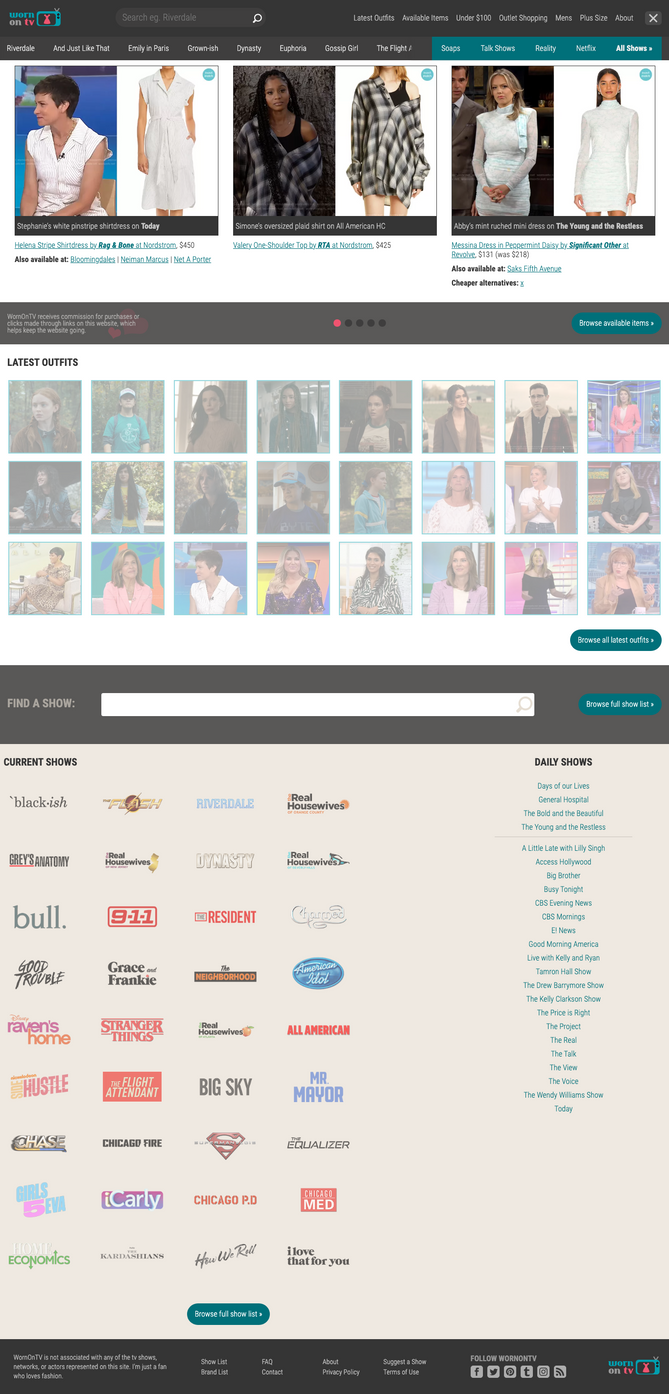 worn on tv
Search eg. Riverdale
Latest Outfits Available Items Under $100 Outlet Shopping Mens Plus Size About
Riverdale And Just Like That Emily in Paris Grown-ish Dynasty Euphoria Gossip Girl The Flight Soaps Talk Shows Reality Netflix All Shows »
Stephanie's white pinstripe shirtdress on Today
Helena Stripe Shirtdress by Rag & Bone at Nordstrom, $450
Also available at: Bloomingdales | Neiman Marcus | Net A Porter
Simone's oversized plaid shirt on All American HC
Valery One-Shoulder Top by RTA at Nordstrom, $425
Abby's mint ruched mini dress on The Young and the Restless
Messina Dress in Peppermint Daisy by Significant Other at
Revolve, $131 (was $218)
Also available at: Saks Fifth Avenue
Cheaper alternatives: x
WornOnTV receives commission for purchases or
clicks made through links on this website, which
helps keep the website going.
Browse available items »
LATEST OUTFITS
Browse all latest outfits »
FIND A SHOW:
Browse full show list »
CURRENT SHOWS
`black-ish
THE FLASH
RIVERDALE
The Real Housewives OF ORANGE COUNTY
GREY'S ANATOMY
The Real Housewives
DYNASTY
The Real Housewives
bull.
9-1-1
THE RESIDENT
Charmed
GOOD TROUBLE
Grace and Frankie
The NEIGHBORHOOD
American Idol
Disney raven's home
STRANGER THINGS
The Real Housewives
ALL AMERICAN
nickelodeon SIDE HUSTLE
THE FLIGHT ATTENDANT
BIG SKY
MR. MAYOR
THE CHASE
CHICAGO FIRE
SUPERGIRL
THE EQUALIZER
GIRLS 5EVA
iCarly
CHICAGO P.D
CHICAGO MED
HOME ECONOMICS
THE KARDASHIANS
How We Roll
i love that for you
Browse full show list »
DAILY SHOWS
Days of our Lives
General Hospital
The Bold and the Beautiful
The Young and the Restless
A Little Late with Lilly Singh
Access Hollywood
Big Brother
Busy Tonight
CBS Evening News
CBS Mornings
E! News
Good Morning America
Live with Kelly and Ryan
Tamron Hall Show
The Drew Barrymore Show
The Kelly Clarkson Show
The Price is Right
The Project
The Real
The Talk
The View
The Voice
The Wendy Williams Show
Today
WornOnTV is not associated with any of the tv shows,
networks, or actors represented on this site. I'm just a fan
who loves fashion.
Show List FAQ About Suggest a Show
Brand List Contact Privacy Policy Terms of Use
FOLLOW WORNONTV
worn on tv